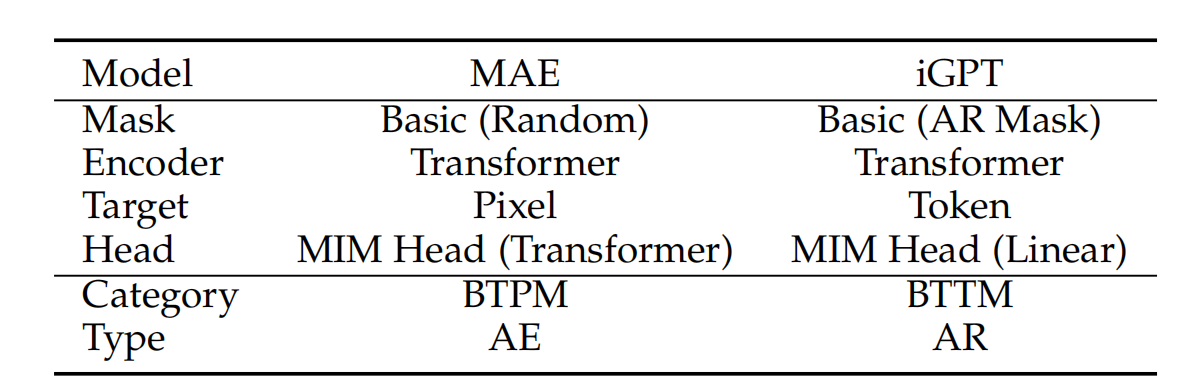 Model MAE iGPT
Mask Basic (Random) Basic (AR Mask)
Encoder Transformer Transformer
Target Pixel Token
Head MIM Head (Transformer) MIM Head (Linear)
Category BTPM BTTM
Type AE AR